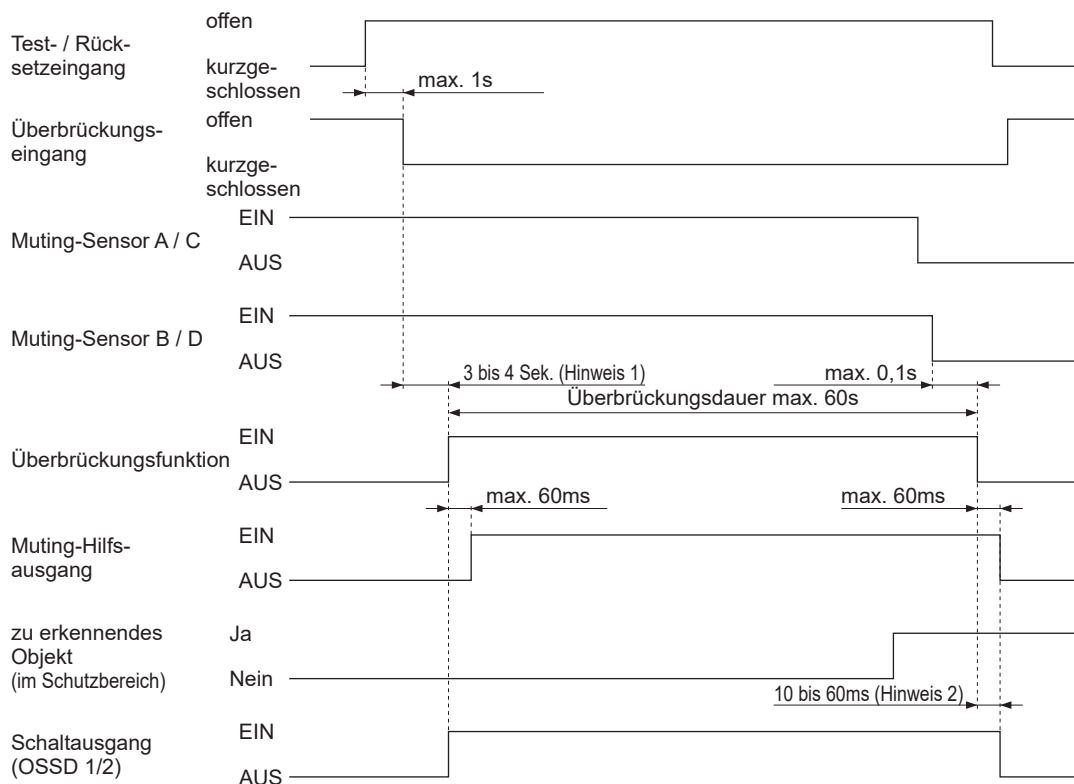 Test- / Rück-
setzeingang
offen
kurzge-
schlossen
max. 1s
Überbrückungs-
eingang
offen
kurzge-
schlossen
Muting-Sensor A / C
EIN
AUS
Muting-Sensor B / D
EIN
AUS
3 bis 4 Sek. (Hinweis 1)
max. 0,1s
Überbrückungsdauer max. 60s
Überbrückungsfunktion
EIN
AUS
max. 60ms
max. 60ms
Muting-Hilfs-
ausgang
EIN
AUS
zu erkennendes
Objekt
(im Schutzbereich)
Ja
Nein
10 bis 60ms (Hinweis 2)
Schaltausgang
(OSSD 1/2)
EIN
AUS